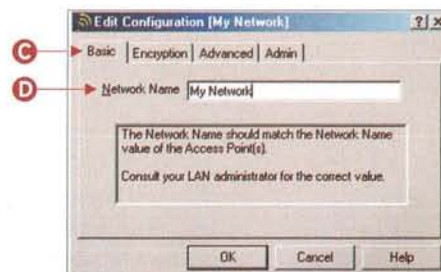 Edit Configuration [My Network]
C
Basic Encryption Advanced Admin
D
Network Name My Network
The Network Name should match the Network Name
value of the Access Point(s).
Consult your LAN administrator for the correct value.
OK Cancel Help